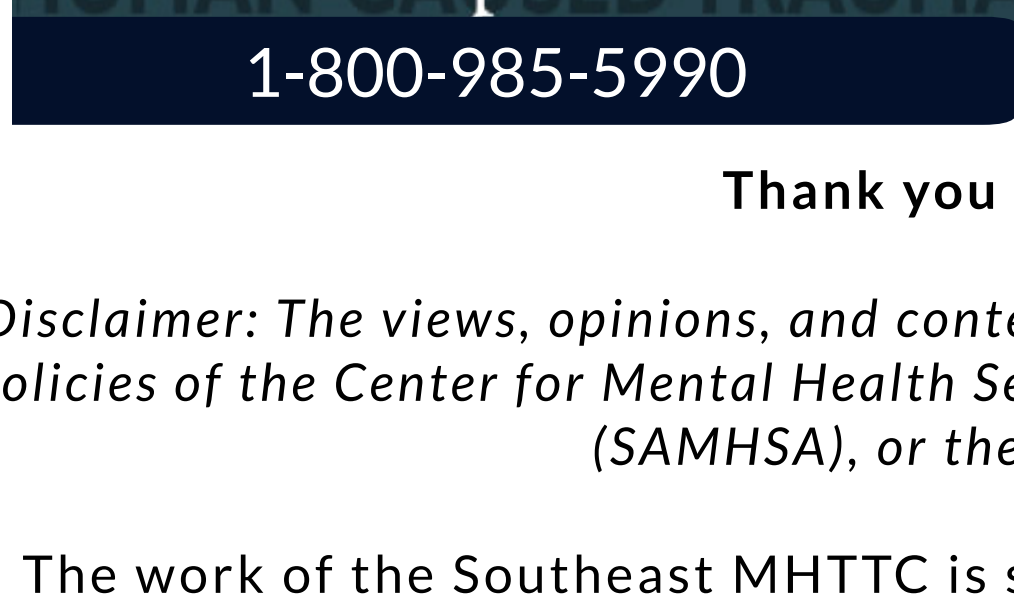 1-800-985-5990
Thank you
Disclaimer: The views, opinions, and conte
olicies of the Center for Mental Health Se
(SAMHSA), or the
The work of the Southeast MHTTC is s